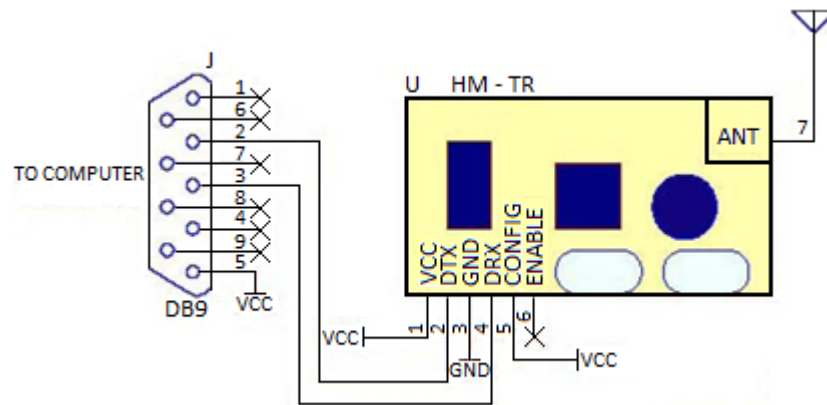 J
1
6
2
7
3
8
4
9
5
TO COMPUTER
VCC
DB9
U HM - TR
ANT
7
VCC
DTX
GND
DRX
CONFIG
ENABLE
1
2
3
4
5
6
VCC
GND
VCC